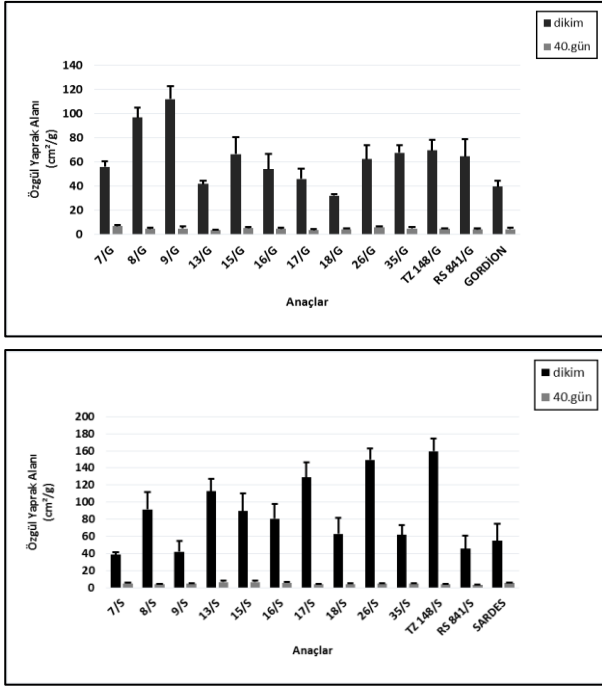 dikim
40.gün
140
120
100
80
60
40
20
0
Özgül Yaprak Alanı
(cm²/g)
7/G
8/G
9/G
13/G
15/G
16/G
17/G
18/G
26/G
35/G
TZ 148/G
RS 841/G
GORDİON
Anaçlar
dikim
40.gün
200
180
160
140
120
100
80
60
40
20
0
Özgül Yaprak Alanı
(cm²/g)
7/S
8/S
9/S
13/S
15/S
16/S
17/S
18/S
26/S
35/S
TZ 148/S
RS 841/S
SARDES
Anaçlar